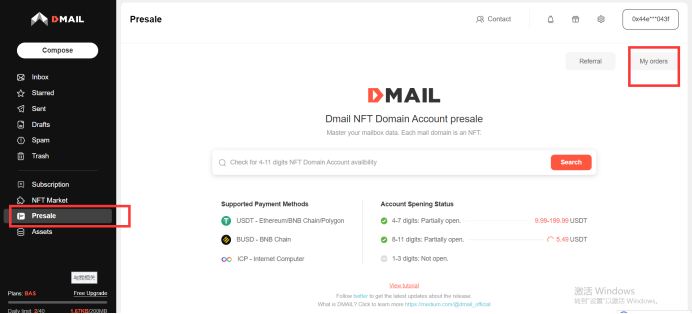 DMAIL
Compose
Inbox
Starred
Sent
Drafts
Spam
Trash
Subscription
NFT Market
Presale
Assets
与我相关
Plans: BAS
Free Upgrade
Daily limit 2/40
1.87KB/200MB
Presale
Contact
0x44e***043f
Referral
My orders
DMAIL
Dmail NFT Domain Account presale
Master your mailbox data. Each mail domain is an NFT.
Check for 4-11 digits NFT Domain Account availbility
Search
Supported Payment Methods
USDT - Ethereum/BNB Chain/Polygon
BUSD - BNB Chain
ICP - Internet Computer
Account Spening Status
4-7 digits: Partially open.
9.99-199.99 USDT
8-11 digits: Partially open.
5.49 USDT
1-3 digits: Not open.
View tutorial
Follow twitter to get the latest updates about the release.
What is DMAIL? Click to learn more https://medium.com/@dmail_official
激活 Windows
转到"设置"以激活 Windows。